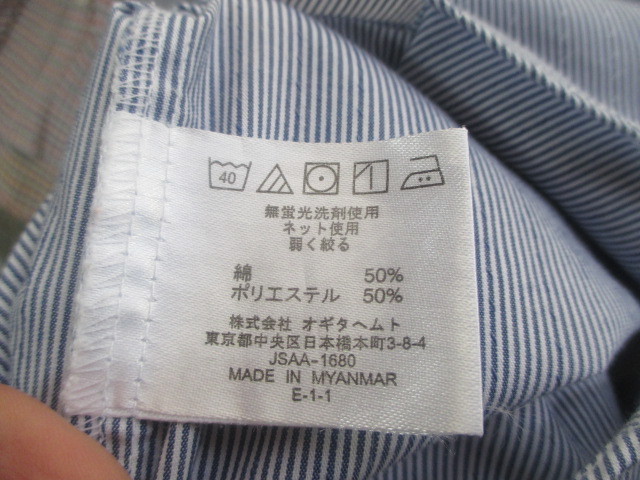 40
無蛍光洗剤使用
ネット使用
弱く絞る
綿 50%
ポリエステル 50%
株式会社 オギタヘムト
東京都中央区日本橋本町3-8-4
JSAA-1680
MADE IN MYANMAR
E-1-1